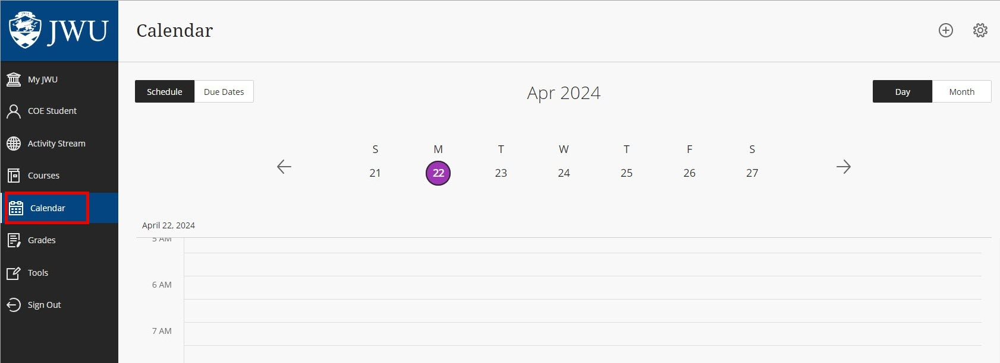 JWU
Calendar
My JWU
COE Student
Activity Stream
Courses
Calendar
Grades
Tools
Sign Out
Schedule Due Dates
Apr 2024
Day Month
S M T W T F S
21 22 23 24 25 26 27
April 22, 2024
5 AM
6 AM
7 AM